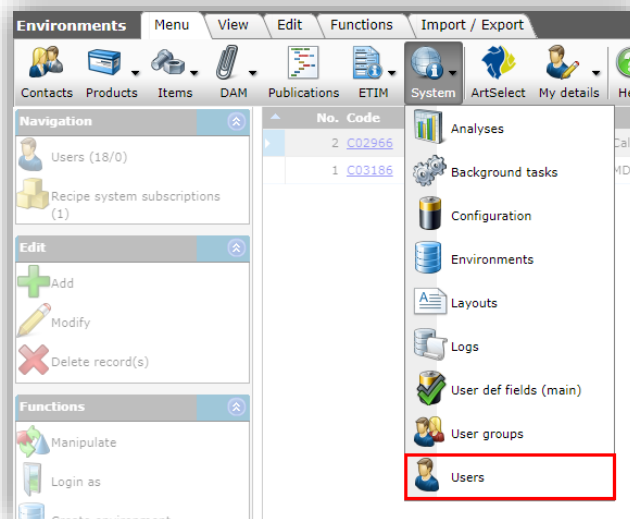 Environments Menu View Edit Functions Import / Export
Contacts Products Items DAM Publications ETIM System ArtSelect My details
Navigation
Users (18/0)
Recipe system subscriptions
(1)
Edit
Add
Modify
Delete record(s)
Functions
Manipulate
Login as
Create environment
No. Code
2 C02966
1 C03186
Analyses
Background tasks
Configuration
Environments
Layouts
Logs
User def fields (main)
User groups
Users